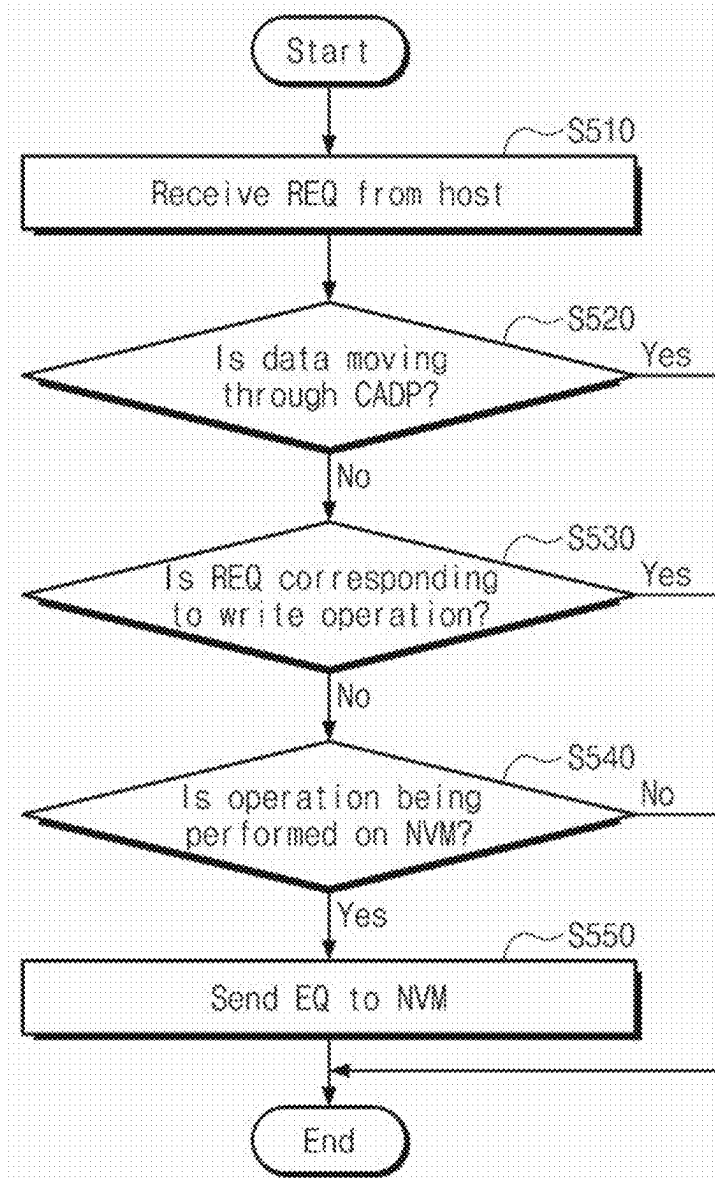 Start
S510
Receive REQ from host
S520
Is data moving
through CADP?
Yes
No
S530
Is REQ corresponding
to write operation?
Yes
No
S540
Is operation being
performed on NVM?
No
Yes
S550
Send EQ to NVM
End